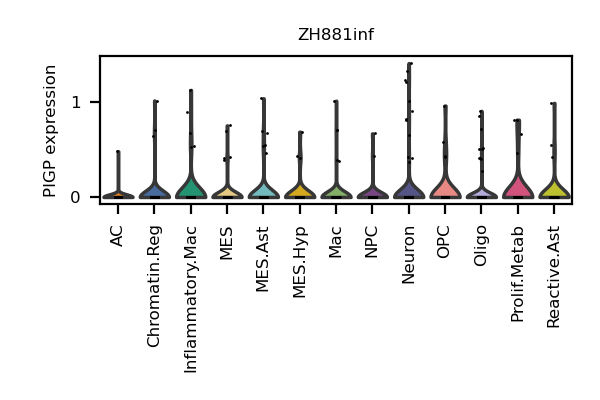 ZH881inf
PIGP expression
1
0
AC
Chromatin.Reg
Inflammatory.Mac
MES
MES.Ast
MES.Hyp
Mac
NPC
Neuron
OPC
Oligo
Prolif.Metab
Reactive.Ast